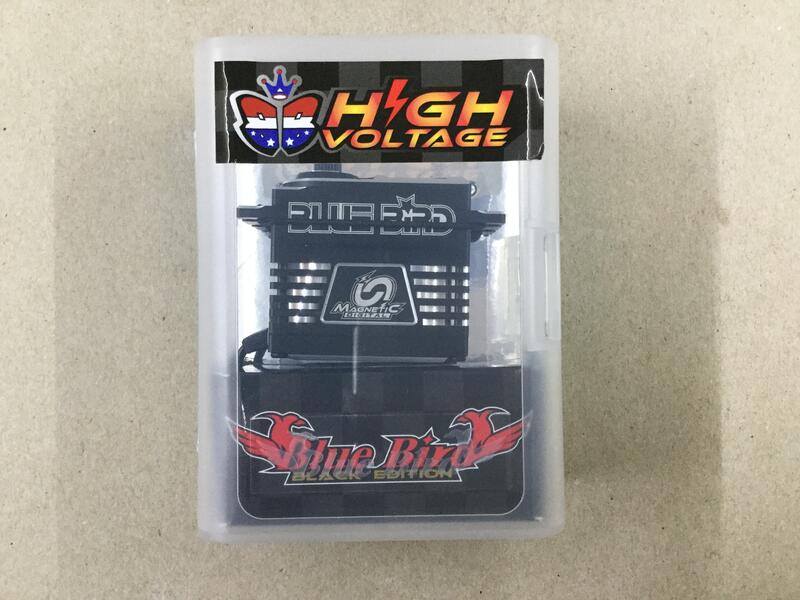 HIGH
VOLTAGE
BLUE BIRD
MAGNETIC
DIGITAL
Blue Bird
BLACK EDITION